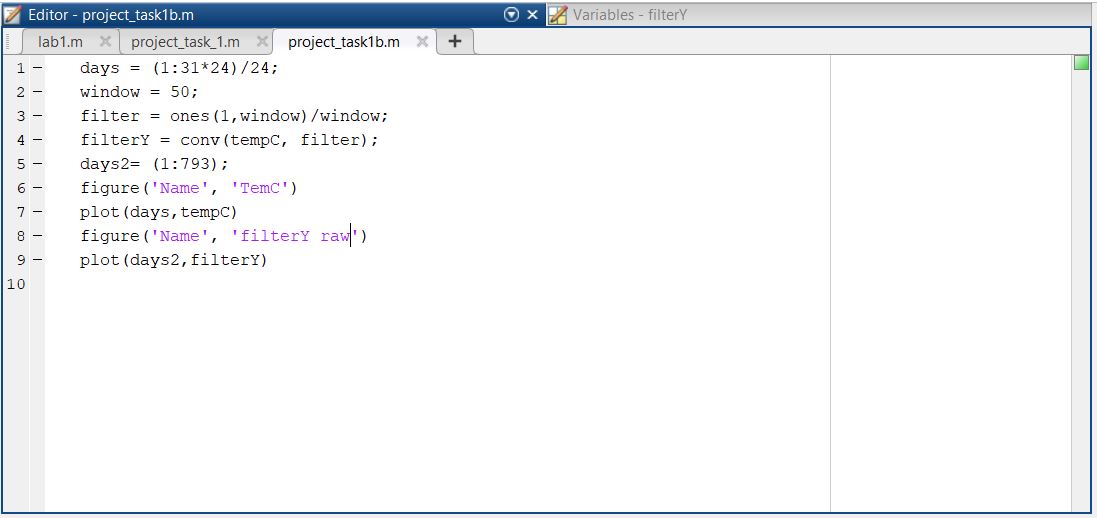 Editor - project_task1b.m
Variables - filterY
lab1.m project_task_1.m project_task1b.m +
1 - days = (1:31*24)/24;
2 - window = 50;
3 - filter = ones(1,window)/window;
4 - filterY = conv(tempC, filter);
5 - days2= (1:793);
6 - figure('Name', 'TemC')
7 - plot(days,tempC)
8 - figure('Name', 'filterY raw')
9 - plot(days2,filterY)
10